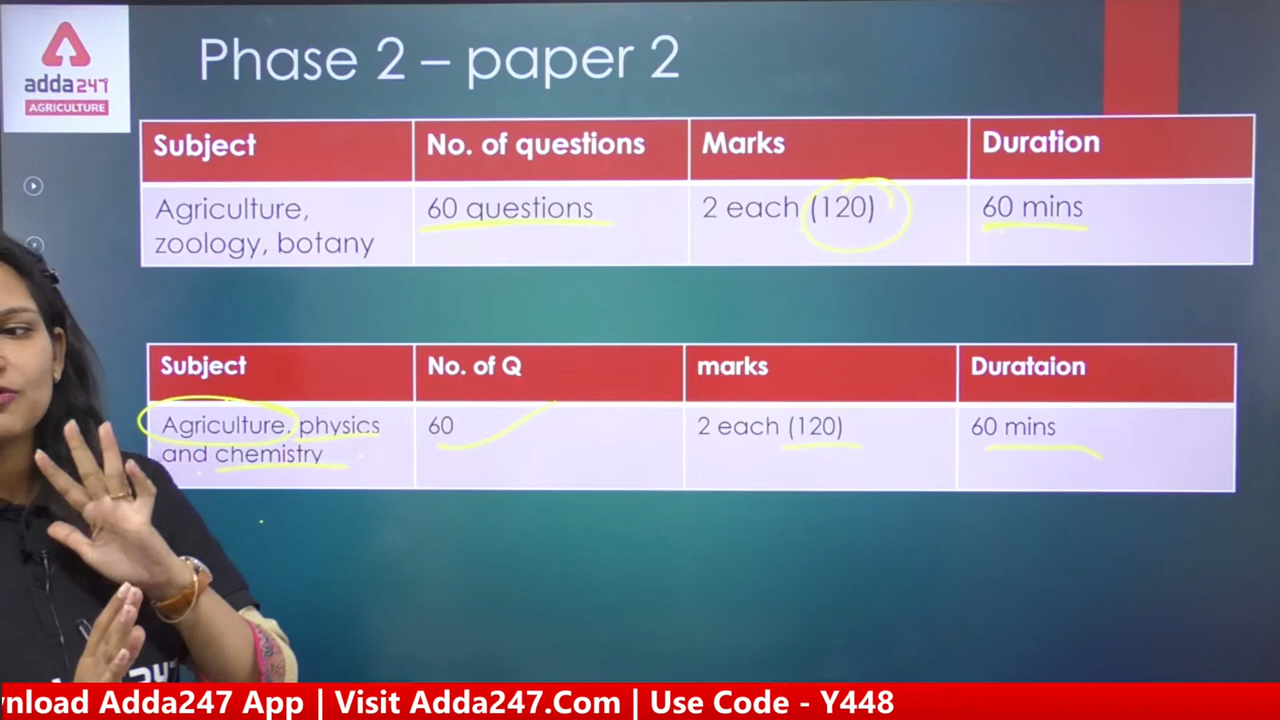 adda247
AGRICULTURE
Phase 2 – paper 2
Subject No. of questions Marks Duration
Agriculture, 60 questions 2 each (120) 60 mins
zoology, botany
Subject No. of Q marks Durataion
Agriculture, physics 60 2 each (120) 60 mins
and chemistry
wnload Adda247 App | Visit Adda247.Com | Use Code - Y448